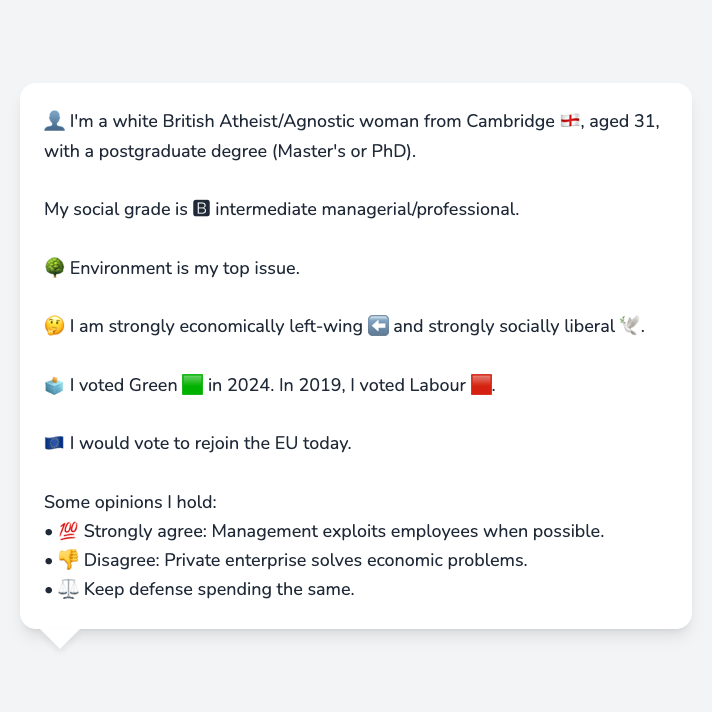 👤 I'm a white British Atheist/Agnostic woman from Cambridge 🏴󠁧󠁢󠁥󠁮󠁧󠁿, aged 31,
with a postgraduate degree (Master's or PhD).
My social grade is 🅱 intermediate managerial/professional.
🌳 Environment is my top issue.
🤔 I am strongly economically left-wing ⬅️ and strongly socially liberal 🕊️.
🗳️ I voted Green 🟩 in 2024. In 2019, I voted Labour 🟥.
🇪🇺 I would vote to rejoin the EU today.
Some opinions I hold:
• 💯 Strongly agree: Management exploits employees when possible.
• 👎 Disagree: Private enterprise solves economic problems.
• ⚖️ Keep defense spending the same.